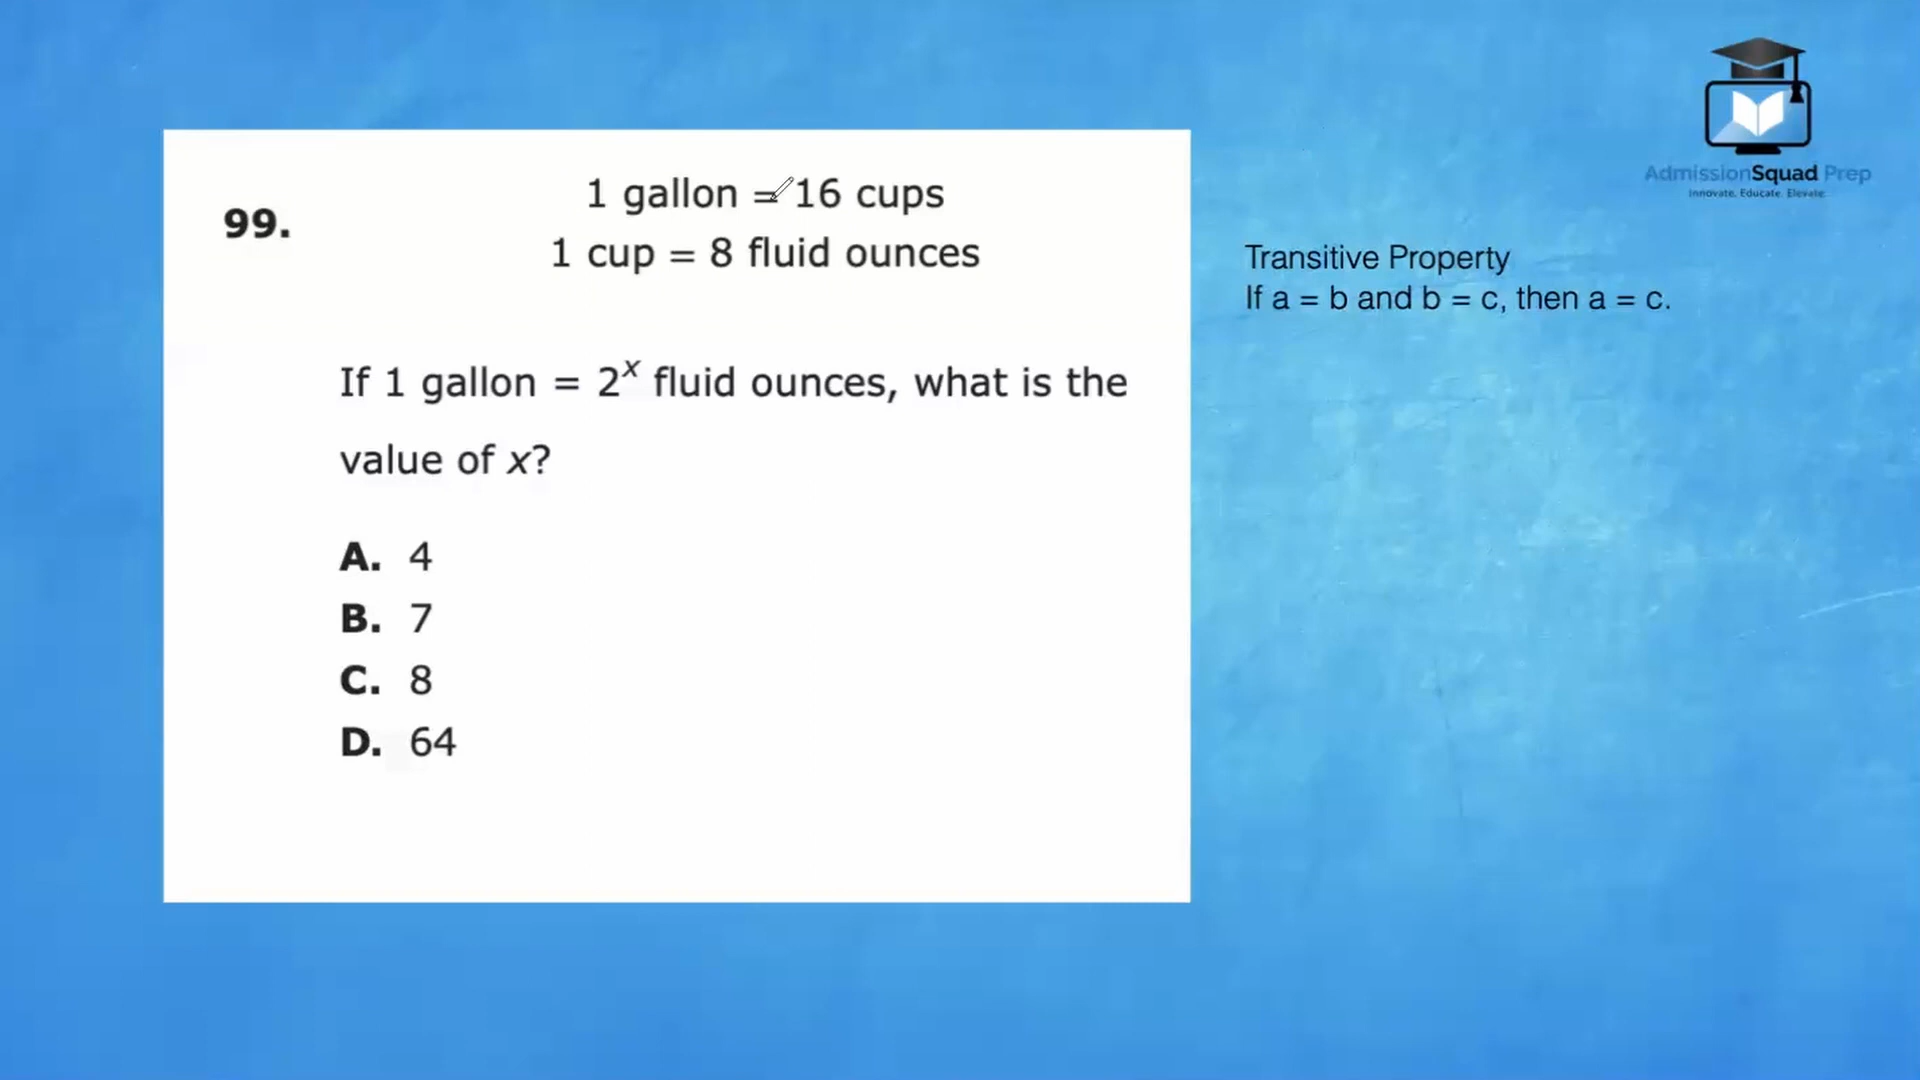 AdmissionSquad Prep
Innovate. Educate. Elevate.
99.
1 gallon = 16 cups
1 cup = 8 fluid ounces
Transitive Property
If a = b and b = c, then a = c.
If 1 gallon = 2ˣ fluid ounces, what is the
value of x?
A. 4
B. 7
C. 8
D. 64